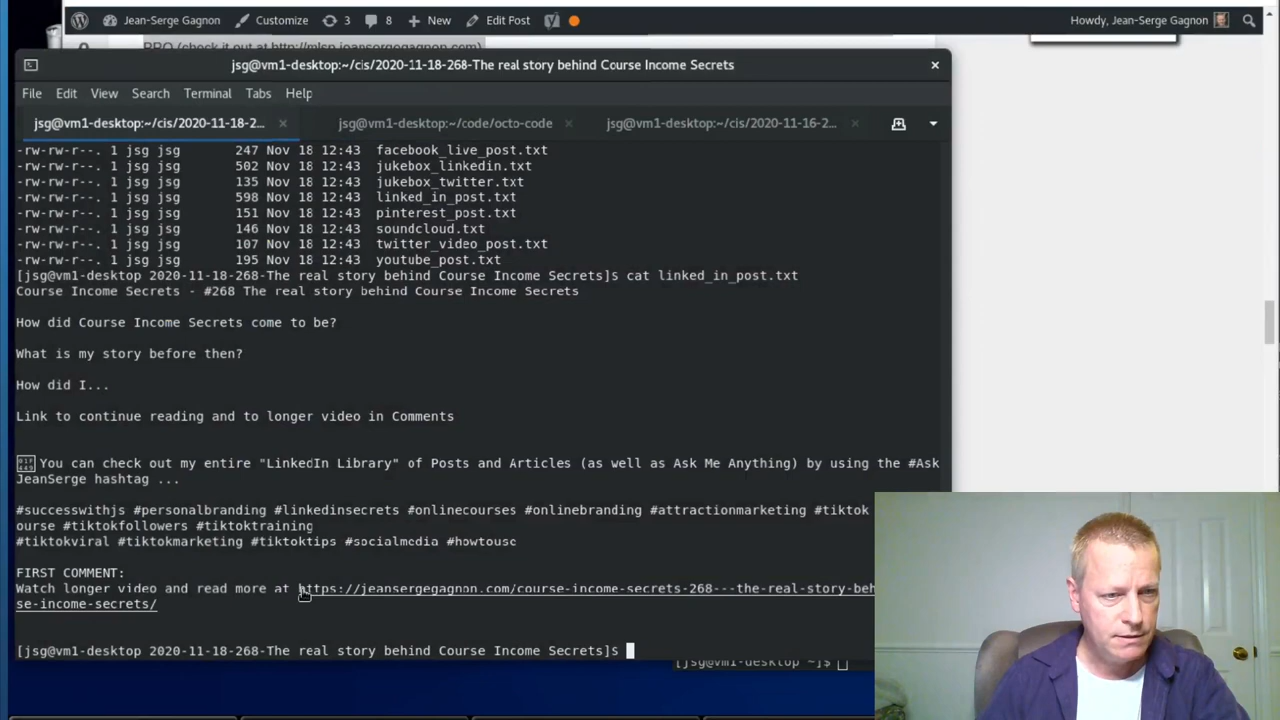 Jean-Serge Gagnon Customize 3 8 New Edit Post Howdy, Jean-Serge Gagnon
PRO (check it out at http://mlsp.jeansergegagnon.com)
jsg@vm1-desktop:~/cis/2020-11-18-268-The real story behind Course Income Secrets
File Edit View Search Terminal Tabs Help
jsg@vm1-desktop:~/cis/2020-11-18-2... jsg@vm1-desktop:~/code/octo-code jsg@vm1-desktop:~/cis/2020-11-16-2...
-rw-rw-r--. 1 jsg jsg 247 Nov 18 12:43 facebook_live_post.txt
-rw-rw-r--. 1 jsg jsg 502 Nov 18 12:43 jukebox_linkedin.txt
-rw-rw-r--. 1 jsg jsg 135 Nov 18 12:43 jukebox_twitter.txt
-rw-rw-r--. 1 jsg jsg 598 Nov 18 12:43 linked_in_post.txt
-rw-rw-r--. 1 jsg jsg 151 Nov 18 12:43 pinterest_post.txt
-rw-rw-r--. 1 jsg jsg 146 Nov 18 12:43 soundcloud.txt
-rw-rw-r--. 1 jsg jsg 107 Nov 18 12:43 twitter_video_post.txt
-rw-rw-r--. 1 jsg jsg 195 Nov 18 12:43 youtube_post.txt
[jsg@vm1-desktop 2020-11-18-268-The real story behind Course Income Secrets]$ cat linked_in_post.txt
Course Income Secrets - #268 The real story behind Course Income Secrets
How did Course Income Secrets come to be?
What is my story before then?
How did I...
Link to continue reading and to longer video in Comments
You can check out my entire "LinkedIn Library" of Posts and Articles (as well as Ask Me Anything) by using the #Ask
JeanSerge hashtag ...
#successwithjs #personalbranding #linkedinsecrets #onlinecourses #onlinebranding #attractionmarketing #tiktok
ourse #tiktokfollowers #tiktoktraining
#tiktokviral #tiktokmarketing #tiktoktips #socialmedia #howtouse
FIRST COMMENT:
Watch longer video and read more at https://jeansergegagnon.com/course-income-secrets-268---the-real-story-beh
se-income-secrets/
[jsg@vm1-desktop 2020-11-18-268-The real story behind Course Income Secrets]$
[jsg@vm1-desktop ~]$